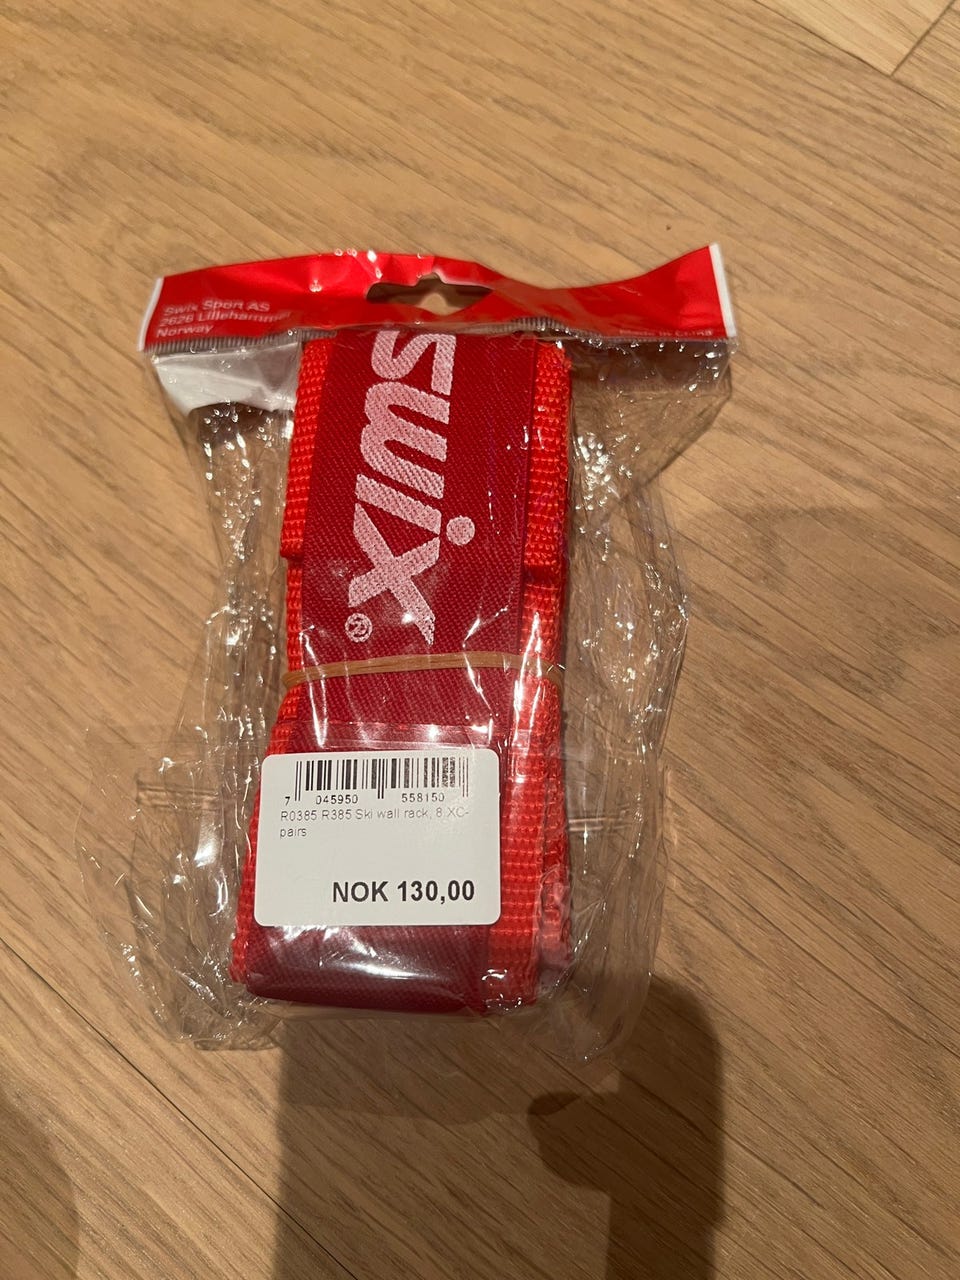 Swix Sport AS
2626 Lillehammer
Norway
swix®
7 045950 558150
R0385 R385 Ski wall rack, 8 XC-
pairs
NOK 130,00